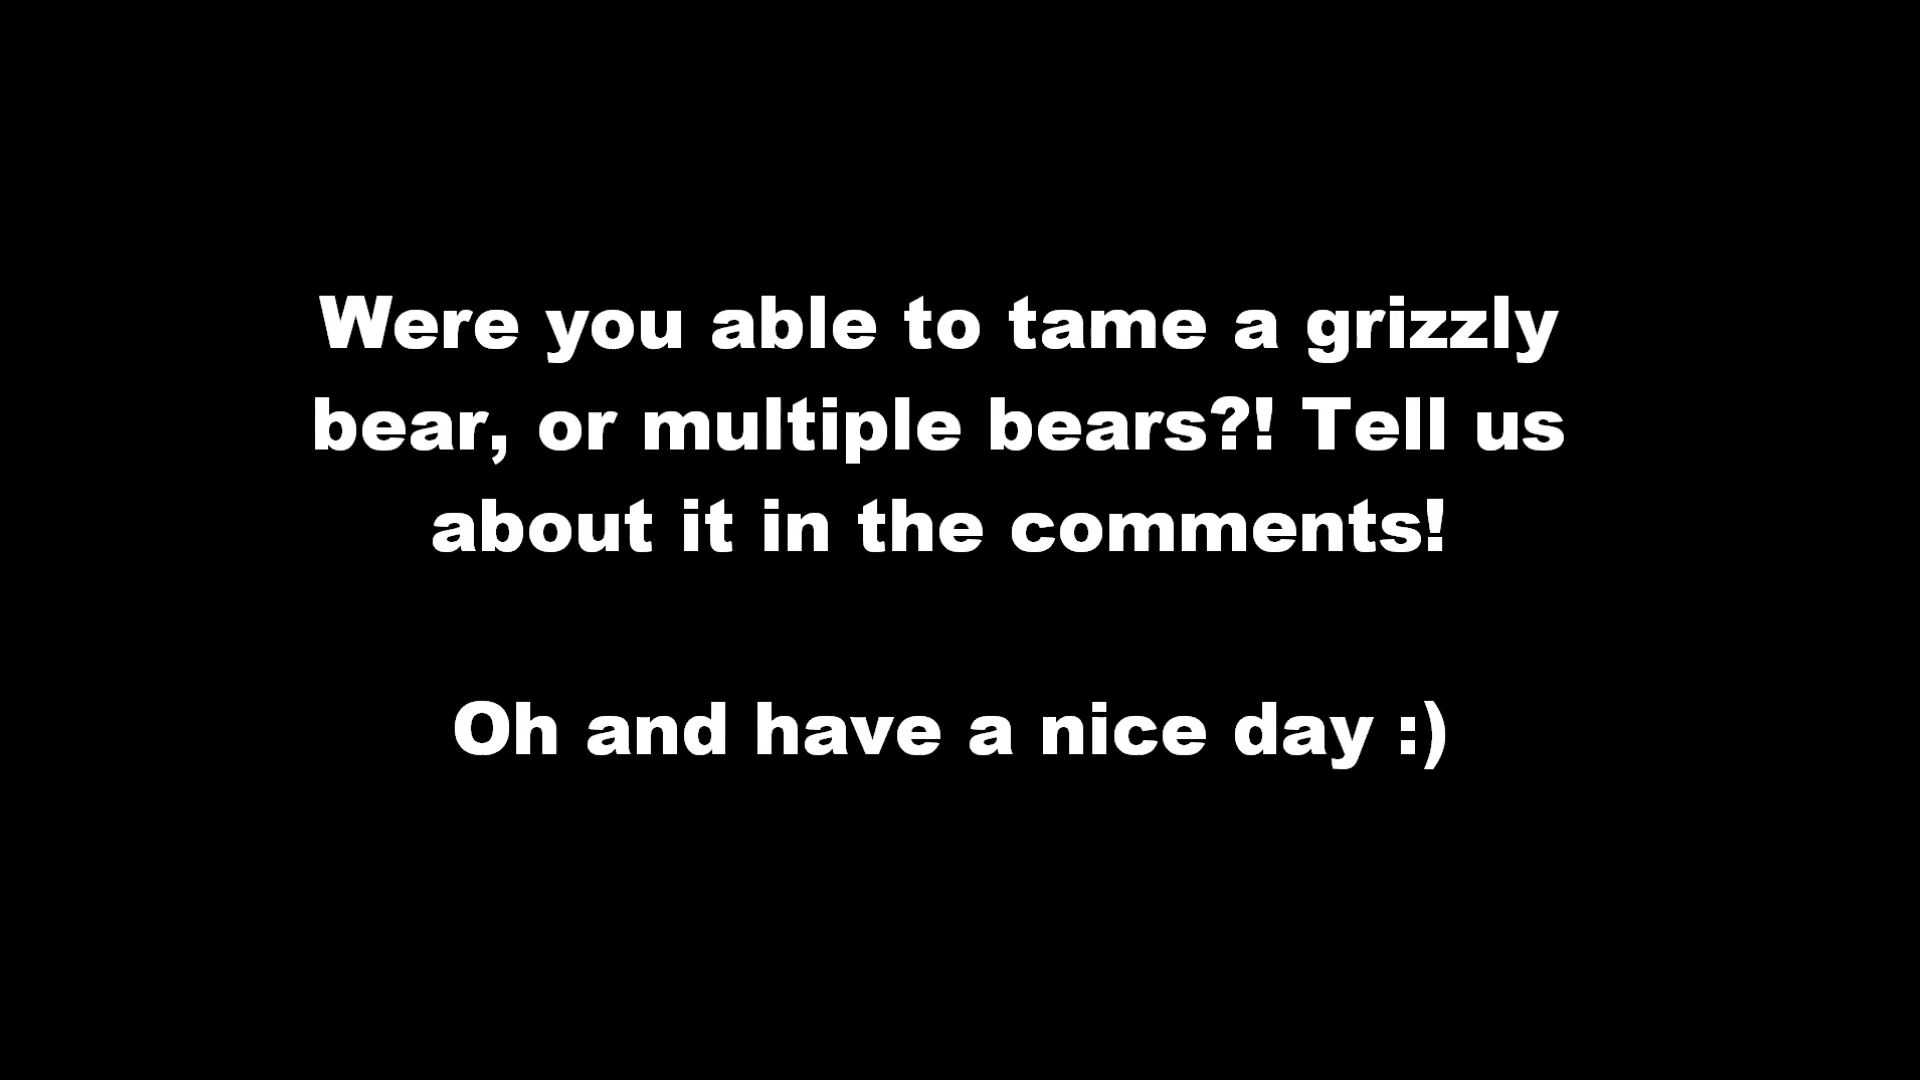 Were you able to tame a grizzly
bear, or multiple bears?! Tell us
about it in the comments!
Oh and have a nice day :)